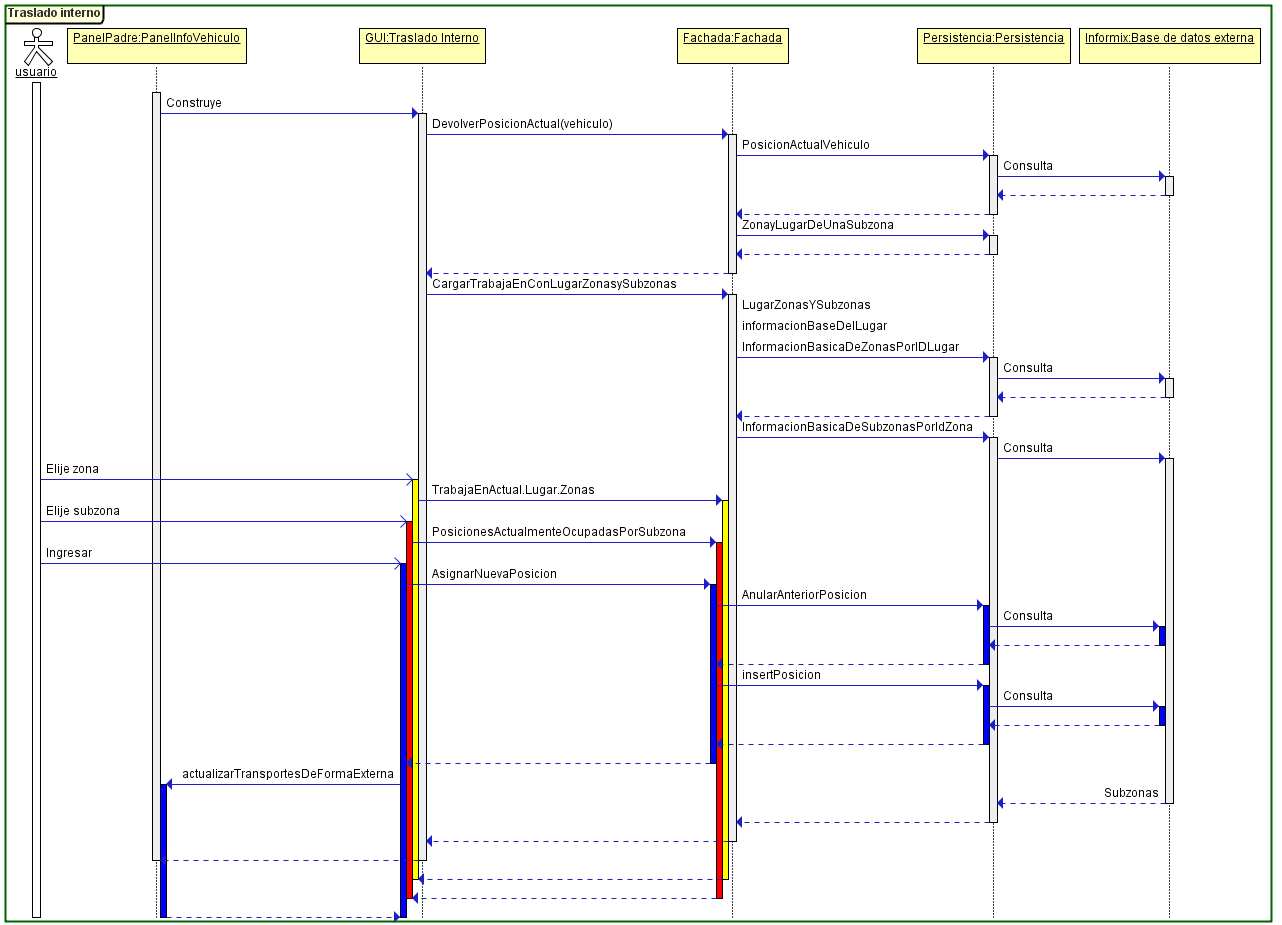 Traslado interno
usuario
PanelPadre:PanelInfoVehiculo
GUI:Traslado Interno
Fachada:Fachada
Persistencia:Persistencia
Informix:Base de datos externa
Construye
DevolverPosicionActual(vehiculo)
PosicionActualVehiculo
Consulta
ZonayLugarDeUnaSubzona
CargarTrabajaEnConLugarZonasySubzonas
LugarZonasYSubzonas
informacionBaseDelLugar
InformacionBasicaDeZonasPorIDLugar
Consulta
InformacionBasicaDeSubzonasPorIdZona
Consulta
Elije zona
TrabajaEnActual.Lugar.Zonas
Elije subzona
PosicionesActualmenteOcupadasPorSubzona
Ingresar
AsignarNuevaPosicion
AnularAnteriorPosicion
Consulta
insertPosicion
Consulta
actualizarTransportesDeFormaExterna
Subzonas